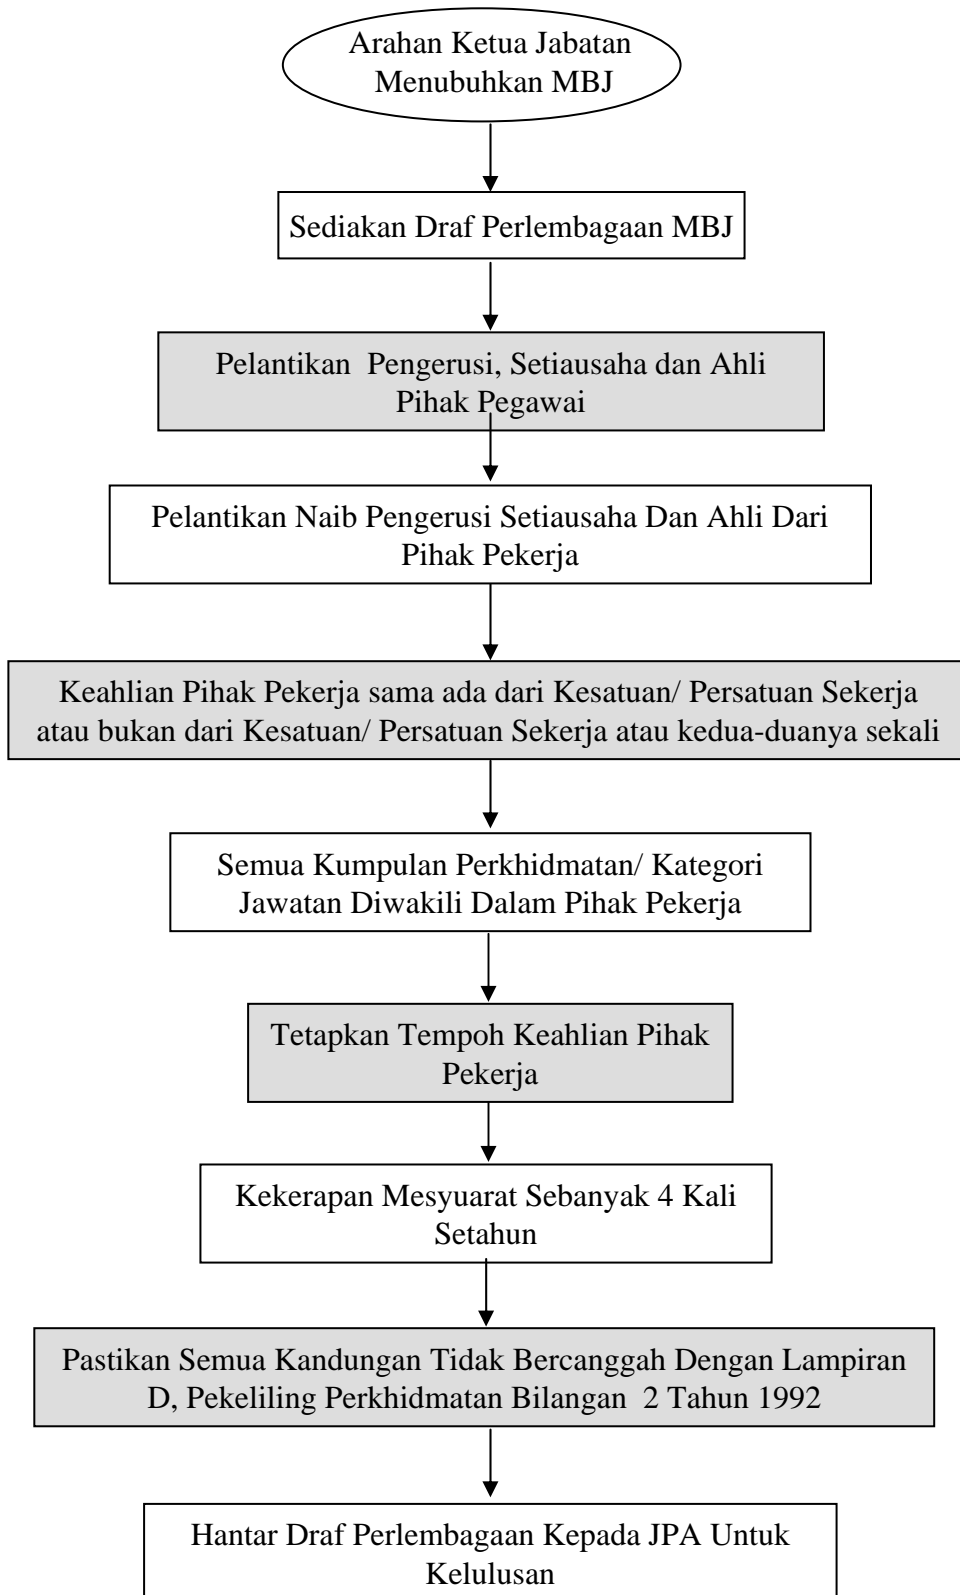 Arahan Ketua Jabatan
Menubuhkan MBJ
Sediakan Draf Perlembagaan MBJ
Pelantikan Pengerusi, Setiausaha dan Ahli
Pihak Pegawai
Pelantikan Naib Pengerusi Setiausaha Dan Ahli Dari
Pihak Pekerja
Keahlian Pihak Pekerja sama ada dari Kesatuan/ Persatuan Sekerja
atau bukan dari Kesatuan/ Persatuan Sekerja atau kedua-duanya sekali
Semua Kumpulan Perkhidmatan/ Kategori
Jawatan Diwakili Dalam Pihak Pekerja
Tetapkan Tempoh Keahlian Pihak
Pekerja
Kekerapan Mesyuarat Sebanyak 4 Kali
Setahun
Pastikan Semua Kandungan Tidak Bercanggah Dengan Lampiran
D, Pekeliling Perkhidmatan Bilangan 2 Tahun 1992
Hantar Draf Perlembagaan Kepada JPA Untuk
Kelulusan